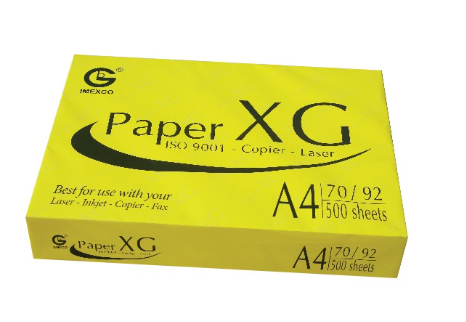 G®
IMEXCO
Paper XG
ISO 9001 - Copier - Laser
Best for use with your
Laser - Inkjet - Copier - Fax
A4 70/92
500 sheets
G
IMEXCO
Paper XG
A4 70/92
500 sheets